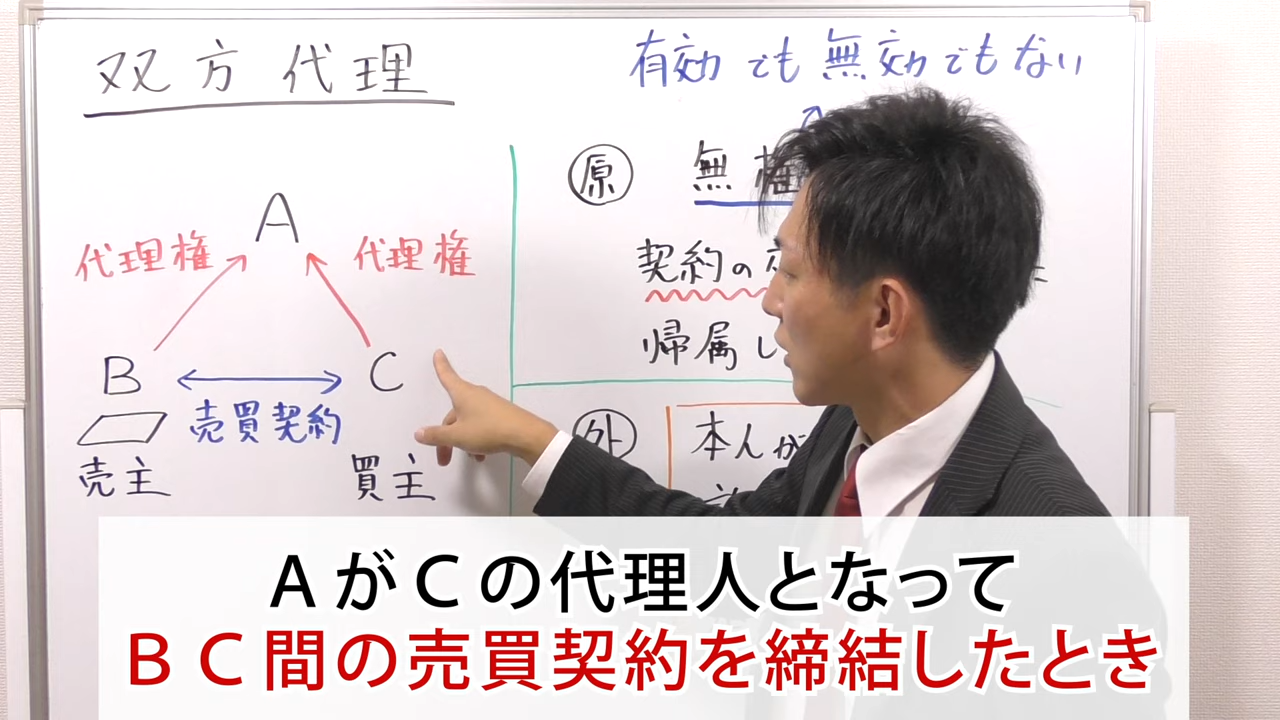 双方代理
有効でも無効でもない
A
代理権
代理権
B
C
売買契約
売主
買主
原
無権
契約の
帰属し
外
本人が
AがCの代理人となって
BC間の売買契約を締結したとき